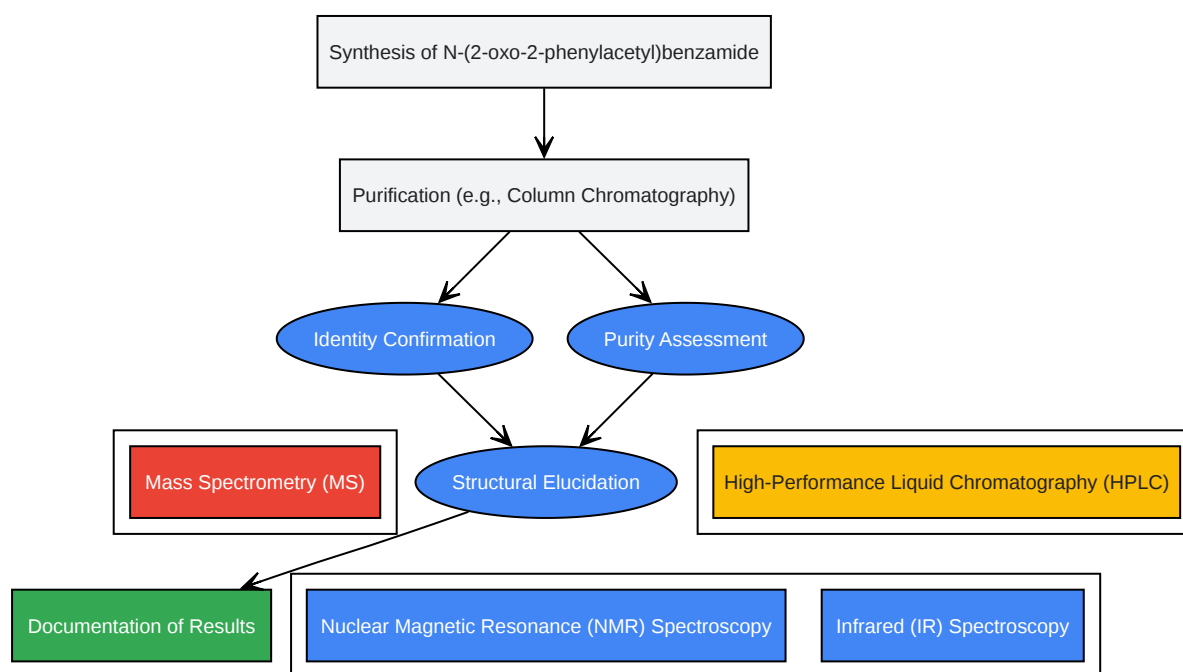 Synthesis of N-(2-oxo-2-phenylacetyl)benzamide
Purification (e.g., Column Chromatography)
Identity Confirmation
Purity Assessment
Mass Spectrometry (MS)
Structural Elucidation
High-Performance Liquid Chromatography (HPLC)
Documentation of Results
Nuclear Magnetic Resonance (NMR) Spectroscopy
Infrared (IR) Spectroscopy